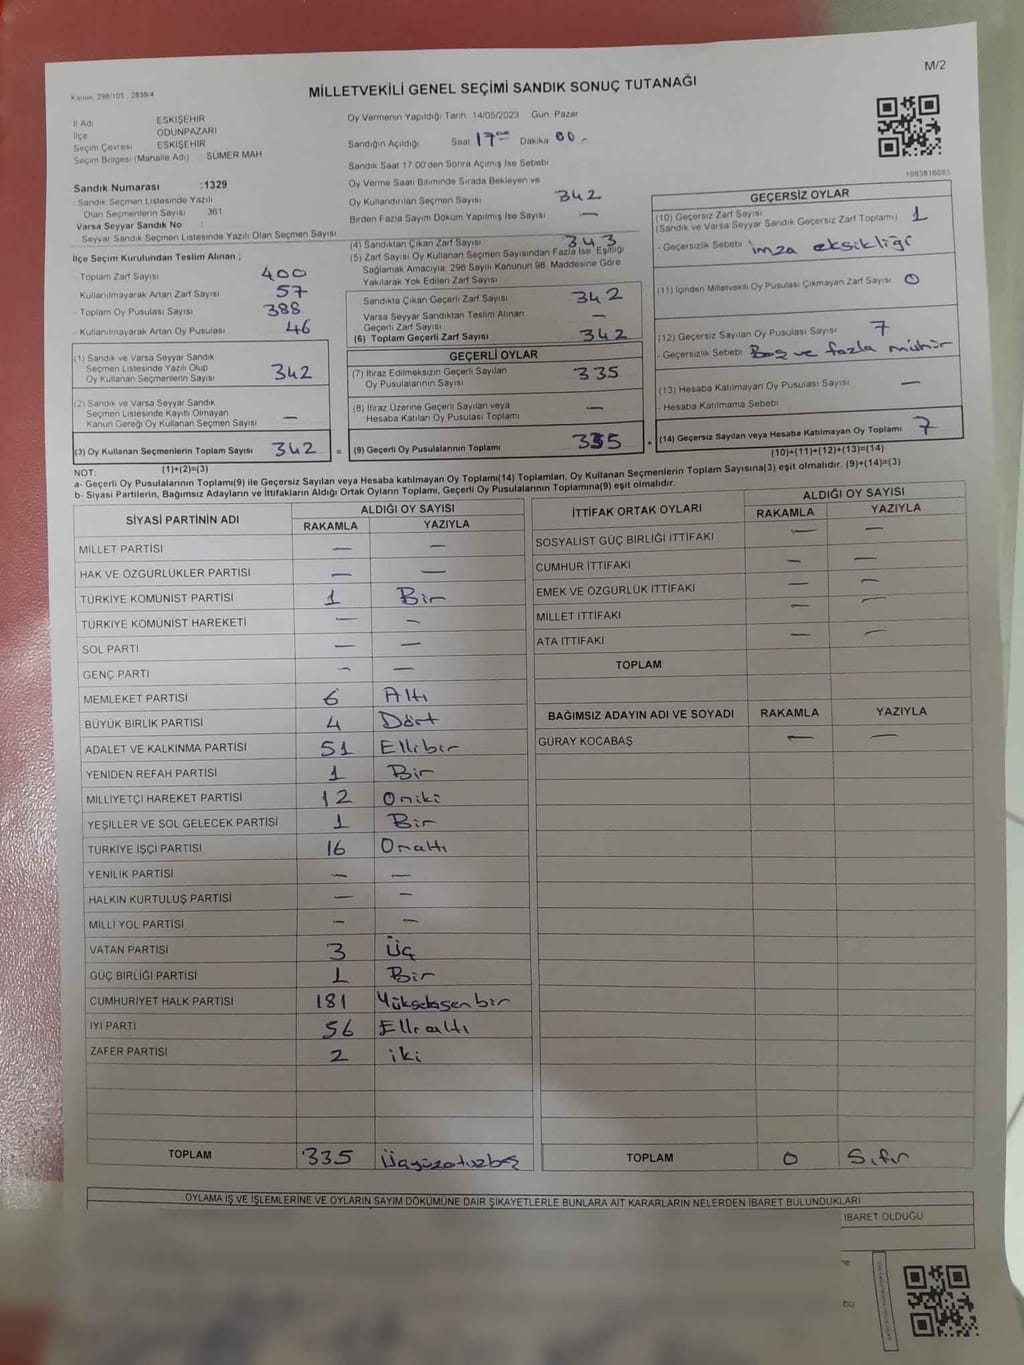 M/2
Kanun: 298/105 2839/4
MİLLETVEKİLİ GENEL SEÇİMİ SANDIK SONUÇ TUTANAĞI
İl Adı ESKİŞEHİR
İlçe ODUNPAZARI
Seçim Çevresi ESKİŞEHİR
Seçim Bölgesi (Mahalle Adı) : SÜMER MAH
Sandık Numarası :1329
- Sandık Seçmen Listesinde Yazılı
Olan Seçmenlerin Sayısı 361
Varsa Seyyar Sandık No :
Seyyar Sandık Seçmen Listesinde Yazılı Olan Seçmen Sayısı
İlçe Seçim Kurulundan Teslim Alınan ;
- Toplam Zarf Sayısı 400
- Kullanılmayarak Artan Zarf Sayısı 57
- Toplam Oy Pusulası Sayısı 388
- Kullanılmayarak Artan Oy Pusulası 46
(1) Sandık ve Varsa Seyyar Sandık
Seçmen Listesinde Yazılı Olup
Oy Kullanan Seçmenlerin Sayısı 342
(2) Sandık ve Varsa Seyyar Sandık
Seçmen Listesinde Kayıtlı Olmayan
Kanun Gereği Oy Kullanan Seçmen Sayısı —
(3) Oy Kullanan Seçmenlerin Toplam Sayısı 342 =
Oy Vermenin Yapıldığı Tarih 14/05/2023 Gün: Pazar
Sandığın Açıldığı Saat 17 Dakika 00
Sandık Saat 17:00'den Sonra Açılmış İse Sebebi
Oy Verme Saati Bitiminde Sırada Bekleyen ve
Oy Kullandırılan Seçmen Sayısı 342
Birden Fazla Sayım Döküm Yapılmış İse Sayısı —
(4) Sandıktan Çıkan Zarf Sayısı 343
(5) Zarf Sayısı Oy Kullanan Seçmen Sayısından Fazla İse, Eşitliği
Sağlamak Amacıyla, 298 Sayılı Kanunun 98. Maddesine Göre
Yakılarak Yok Edilen Zarf Sayısı
Sandıkta Çıkan Geçerli Zarf Sayısı 342
Varsa Seyyar Sandıktan Teslim Alınan
Geçerli Zarf Sayısı —
(6) Toplam Geçerli Zarf Sayısı 342
GEÇERLİ OYLAR
(7) İtiraz Edilmeksizin Geçerli Sayılan
Oy Pusulalarının Sayısı 335
(8) İtiraz Üzerine Geçerli Sayılan veya
Hesaba Katılan Oy Pusulası Toplamı —
(9) Geçerli Oy Pusulalarının Toplamı 335 +
1083816083
GEÇERSİZ OYLAR
(10) Geçersiz Zarf Sayısı
(Sandık ve Varsa Seyyar Sandık Geçersiz Zarf Toplamı) 1
- Geçersizlik Sebebi imza eksikliği
(11) İçinden Milletvekili Oy Pusulası Çıkmayan Zarf Sayısı 0
(12) Geçersiz Sayılan Oy Pusulası Sayısı 7
- Geçersizlik Sebebi Boş ve fazla mühür
(13) Hesaba Katılmayan Oy Pusulası Sayısı —
- Hesaba Katılmama Sebebi
(14) Geçersiz Sayılan veya Hesaba Katılmayan Oy Toplamı 7
NOT: (1)+(2)=(3) (10)+(11)+(12)+(13)=(14)
a- Geçerli Oy Pusulalarının Toplamı(9) ile Geçersiz Sayılan veya Hesaba katılmayan Oy Toplamı(14) Toplamları, Oy Kullanan Seçmenlerin Toplam Sayısına(3) eşit olmalıdır. (9)+(14)=(3)
b- Siyasi Partilerin, Bağımsız Adayların ve İttifakların Aldığı Ortak Oyların Toplamı, Geçerli Oy Pusulalarının Toplamına(9) eşit olmalıdır.
SİYASİ PARTİNİN ADI ALDIĞI OY SAYISI
RAKAMLA YAZIYLA
MİLLET PARTİSİ — —
HAK VE ÖZGÜRLÜKLER PARTİSİ — —
TÜRKİYE KOMÜNİST PARTİSİ 1 Bir
TÜRKİYE KOMÜNİST HAREKETİ — —
SOL PARTİ — —
GENÇ PARTİ — —
MEMLEKET PARTİSİ 6 Altı
BÜYÜK BİRLİK PARTİSİ 4 Dört
ADALET VE KALKINMA PARTİSİ 51 Ellibir
YENİDEN REFAH PARTİSİ 1 Bir
MİLLİYETÇİ HAREKET PARTİSİ 12 Oniki
YEŞİLLER VE SOL GELECEK PARTİSİ 1 Bir
TÜRKİYE İŞÇİ PARTİSİ 16 Onaltı
YENİLİK PARTİSİ — —
HALKIN KURTULUŞ PARTİSİ — —
MİLLİ YOL PARTİSİ — —
VATAN PARTİSİ 3 Üç
GÜÇ BİRLİĞİ PARTİSİ 1 Bir
CUMHURİYET HALK PARTİSİ 181 Yükseksenbir
İYİ PARTİ 56 Ellialtı
ZAFER PARTİSİ 2 iki
TOPLAM 335 Üçyüzotuzbeş
İTTİFAK ORTAK OYLARI ALDIĞI OY SAYISI
RAKAMLA YAZIYLA
SOSYALİST GÜÇ BİRLİĞİ İTTİFAKI — —
CUMHUR İTTİFAKI — —
EMEK VE ÖZGÜRLÜK İTTİFAKI — —
MİLLET İTTİFAKI — —
ATA İTTİFAKI — —
TOPLAM
BAĞIMSIZ ADAYIN ADI VE SOYADI RAKAMLA YAZIYLA
GÜRAY KOCABAŞ — —
TOPLAM 0 Sıfır
OYLAMA İŞ VE İŞLEMLERİNE VE OYLARIN SAYIM DÖKÜMÜNE DAİR ŞİKAYETLERLE BUNLARA AİT KARARLARIN NELERDEN İBARET BULUNDUKLARI
İBARET OLDUĞU